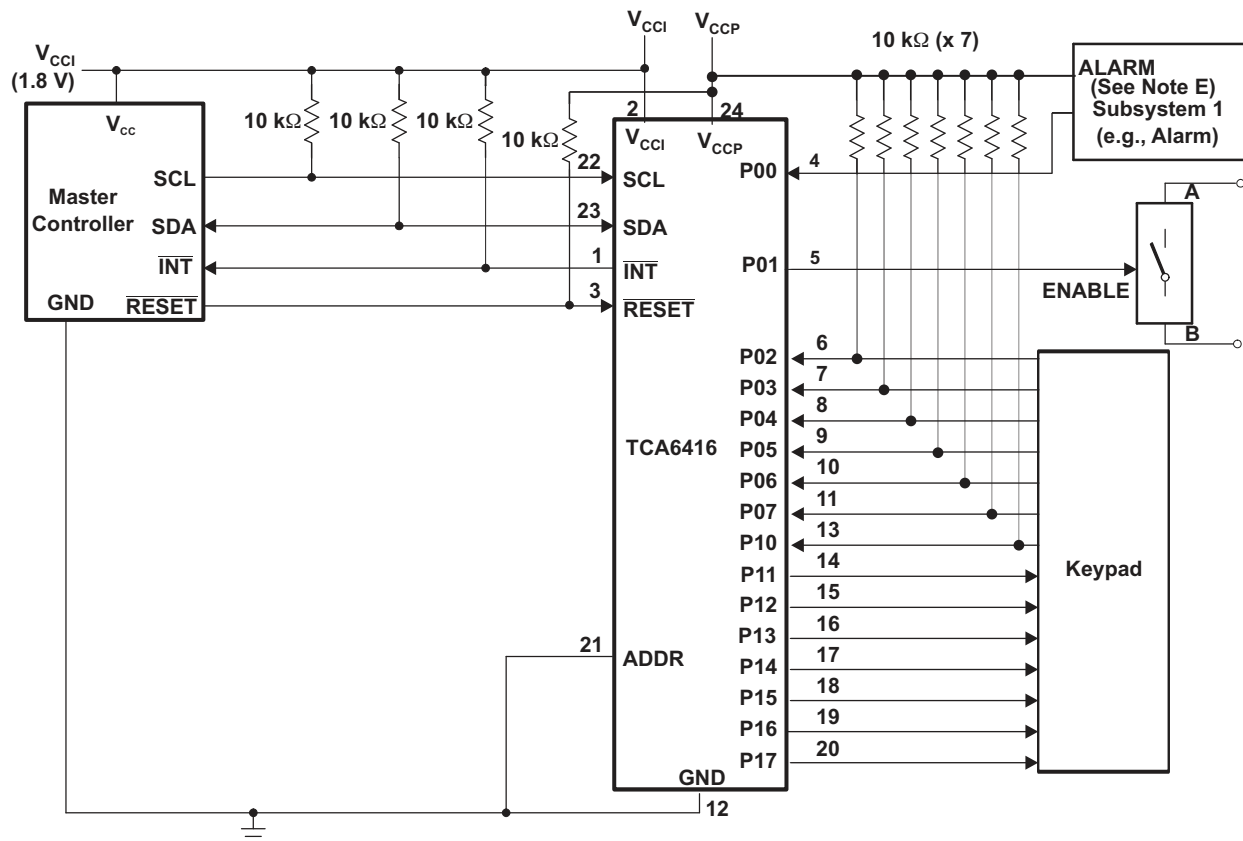 V_CCI
(1.8 V)
V_CCI
V_CCP
10 kΩ (x 7)
ALARM
(See Note E)
Subsystem 1
(e.g., Alarm)
V_CC
10 kΩ
10 kΩ
10 kΩ
10 kΩ
2
24
V_CCI
V_CCP
Master
Controller
SCL
22
SCL
P00
4
A
SDA
23
SDA
INT
1
INT
P01
5
ENABLE
GND
RESET
3
RESET
B
P02
6
P03
7
P04
8
P05
9
TCA6416
P06
10
P07
11
P10
13
Keypad
P11
14
P12
15
P13
16
21
ADDR
P14
17
P15
18
P16
19
P17
20
GND
12